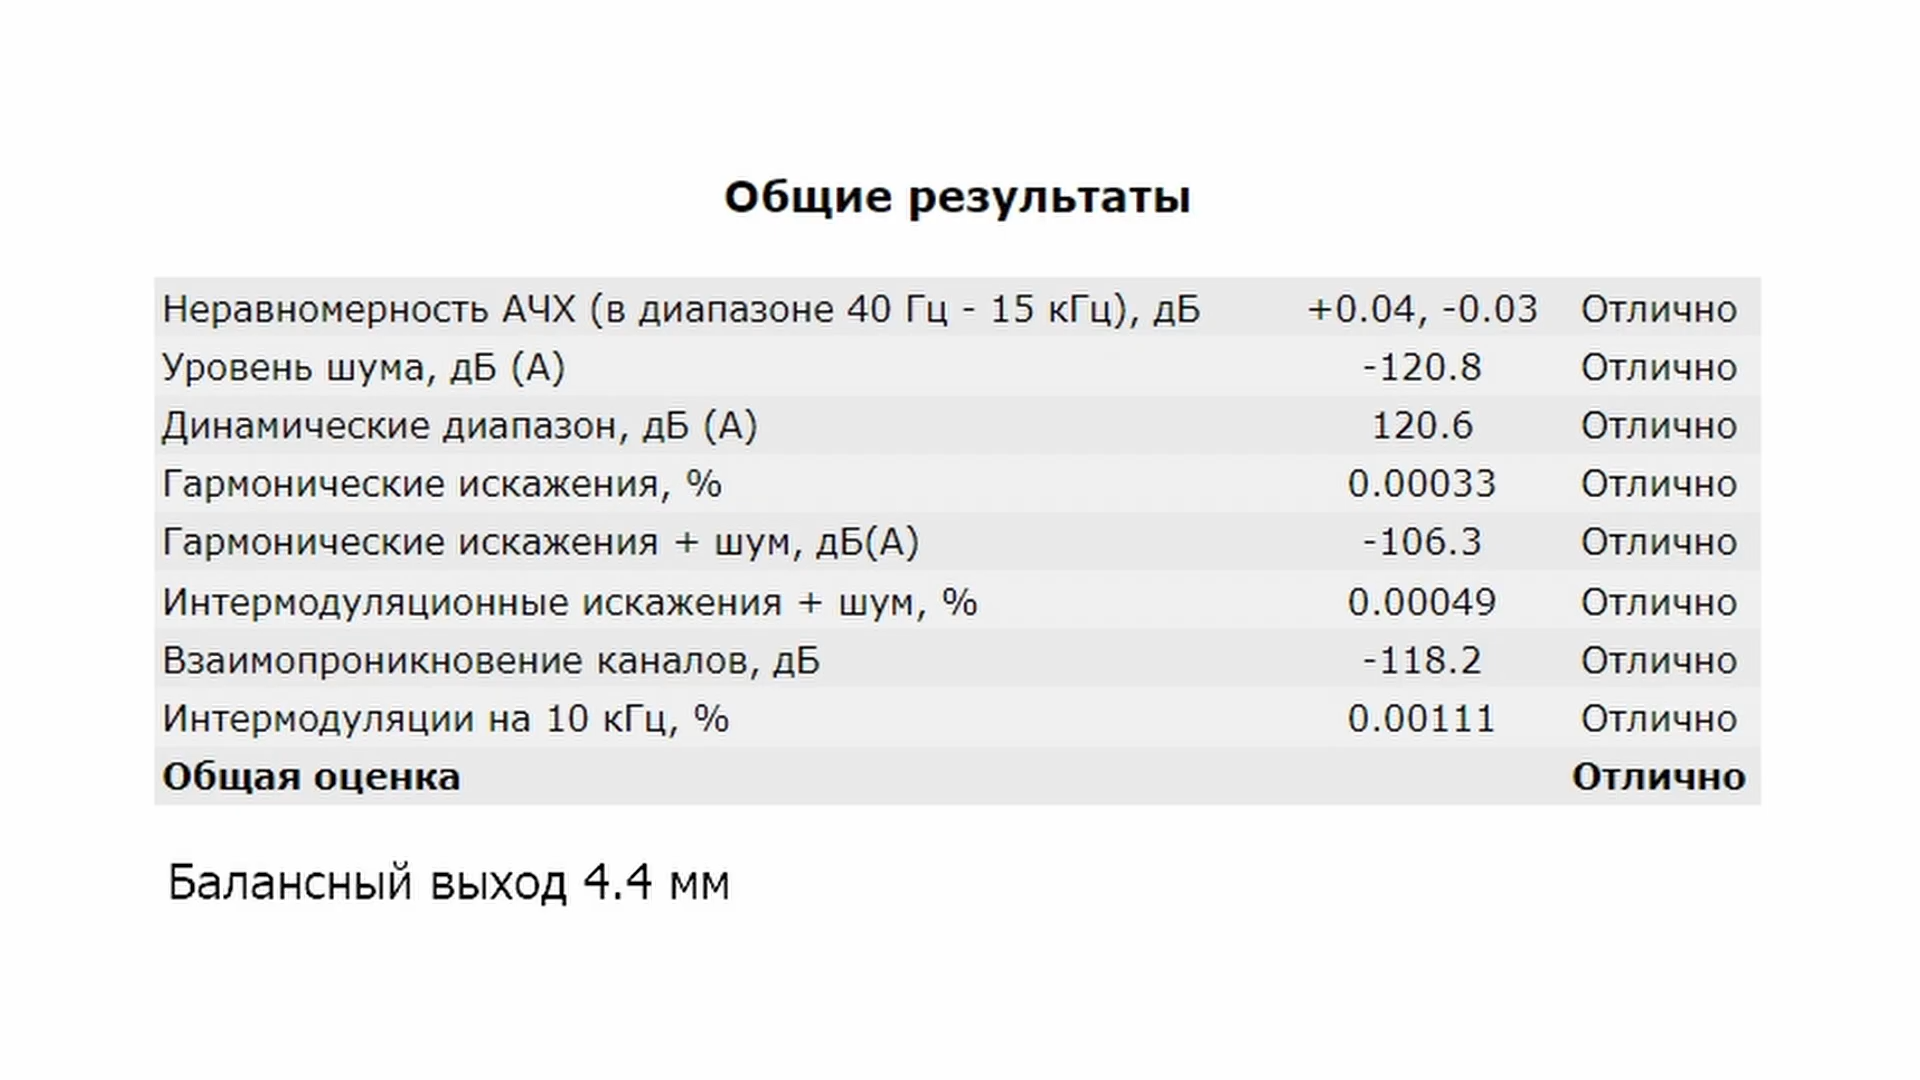 Общие результаты
Неравномерность АЧХ (в диапазоне 40 Гц - 15 кГц), дБ +0.04, -0.03 Отлично
Уровень шума, дБ (А) -120.8 Отлично
Динамические диапазон, дБ (А) 120.6 Отлично
Гармонические искажения, % 0.00033 Отлично
Гармонические искажения + шум, дБ(А) -106.3 Отлично
Интермодуляционные искажения + шум, % 0.00049 Отлично
Взаимопроникновение каналов, дБ -118.2 Отлично
Интермодуляции на 10 кГц, % 0.00111 Отлично
Общая оценка Отлично
Балансный выход 4.4 мм